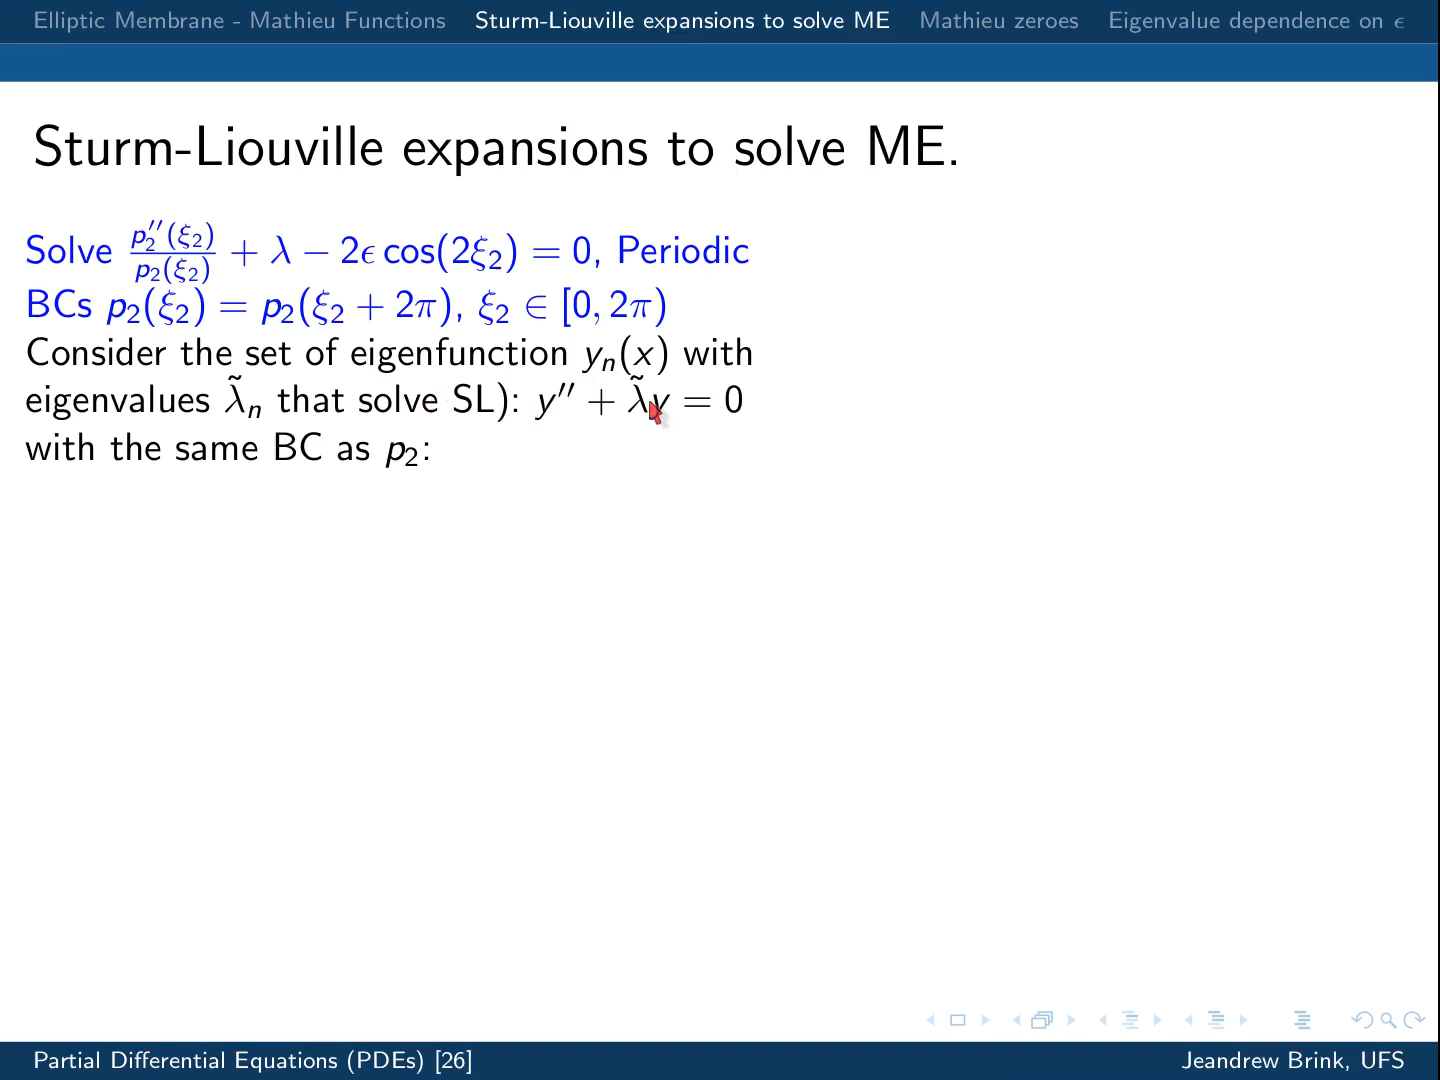 Elliptic Membrane - Mathieu Functions Sturm-Liouville expansions to solve ME Mathieu zeroes Eigenvalue dependence on ϵ
Sturm-Liouville expansions to solve ME.
Solve p₂′′(ξ₂)/p₂(ξ₂) + λ − 2ϵ cos(2ξ₂) = 0, Periodic
BCs p₂(ξ₂) = p₂(ξ₂ + 2π), ξ₂ ∈ [0, 2π)
Consider the set of eigenfunction yₙ(x) with
eigenvalues λ̃ₙ that solve SL): y′′ + λ̃y = 0
with the same BC as p₂:
Partial Differential Equations (PDEs) [26] Jeandrew Brink, UFS